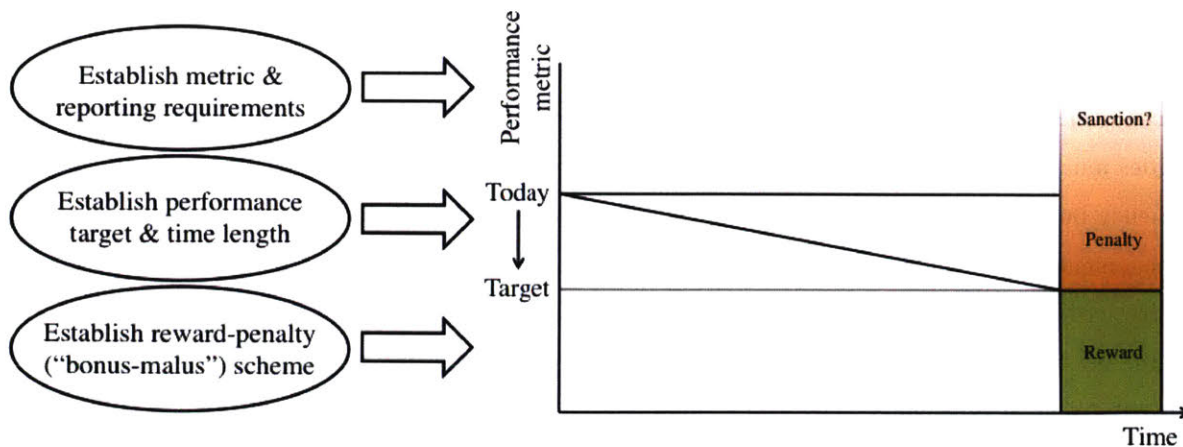 Establish metric &
reporting requirements
Establish performance
target & time length
Establish reward-penalty
(“bonus-malus”) scheme
Performance
metric
Today
Target
Sanction?
Penalty
Reward
Time